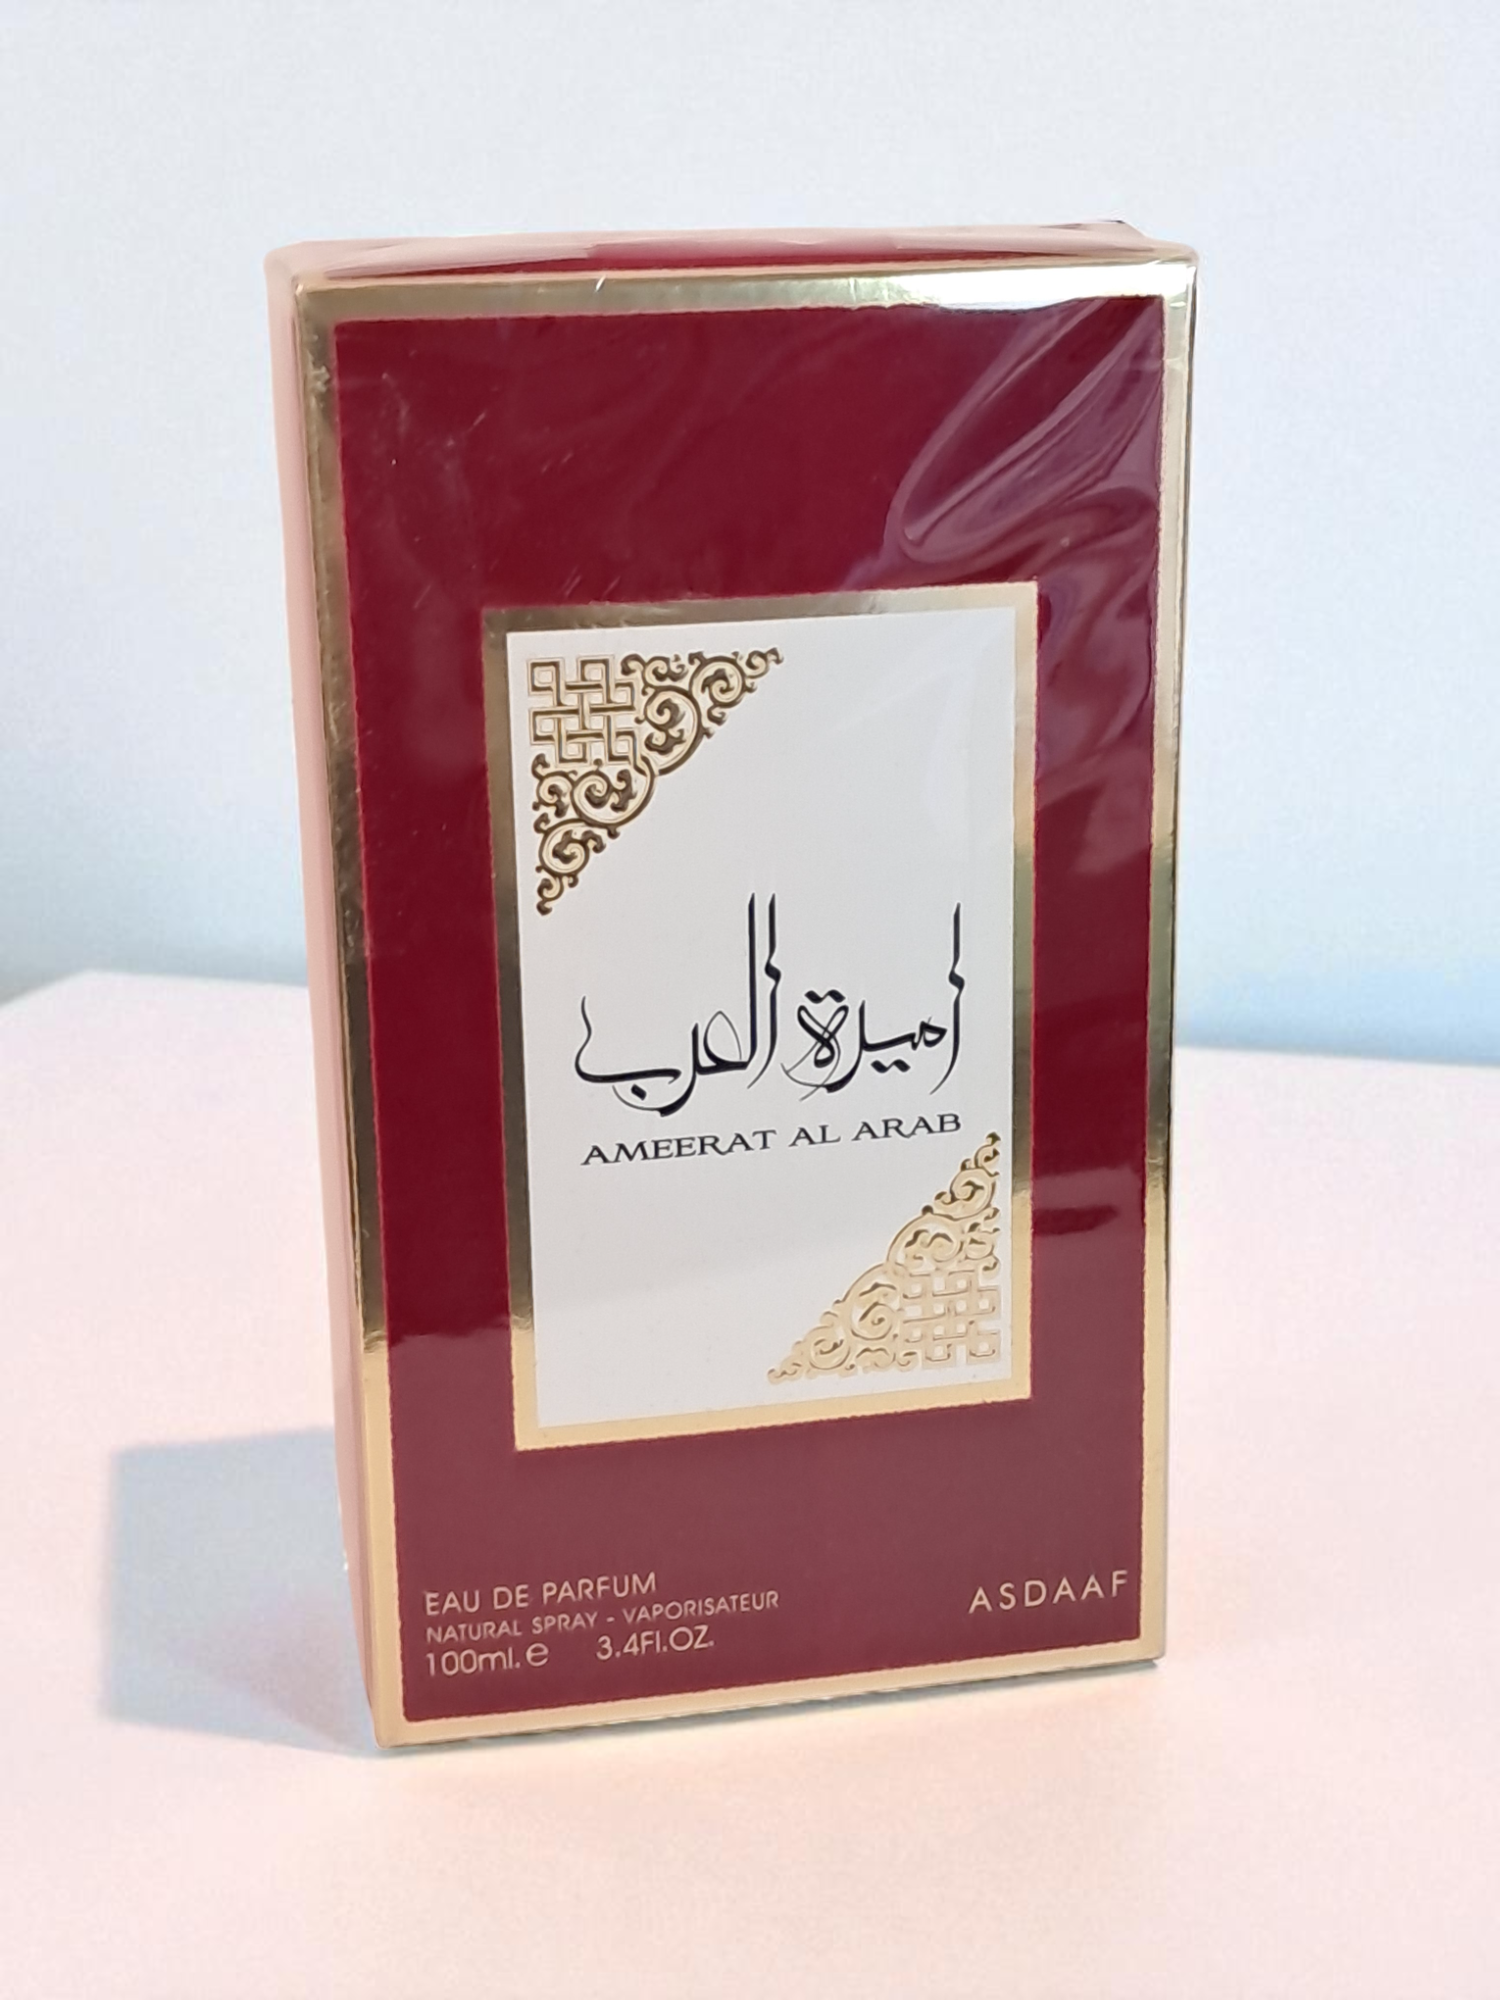 اميرة العرب
AMEERAT AL ARAB
EAU DE PARFUM
NATURAL SPRAY - VAPORISATEUR
100ml. e 3.4Fl.OZ.
ASDAAF